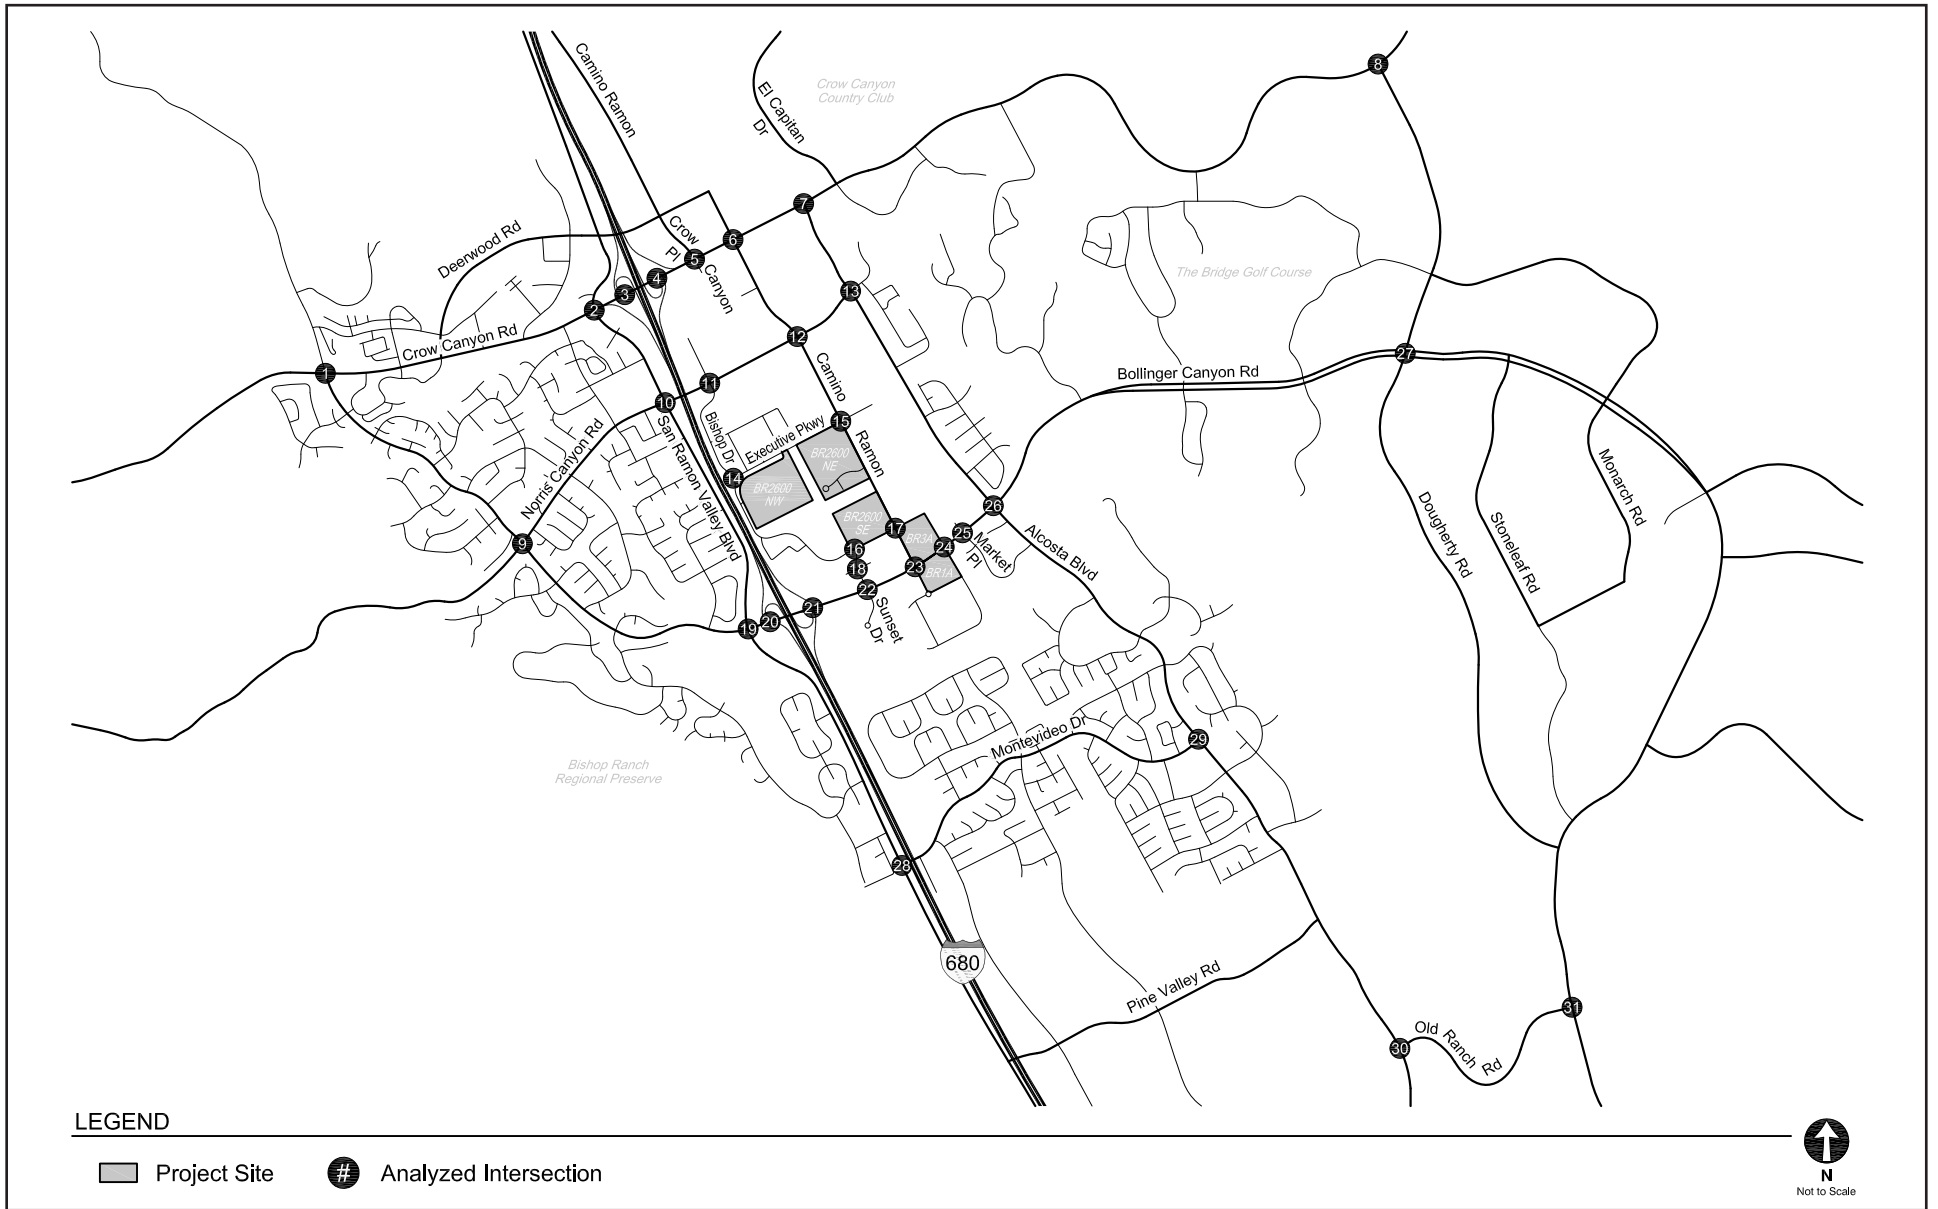 Camino Ramon
El Capitan
Dr
Crow Canyon
Country Club
8
7
Deerwood Rd
Crow
Pl
Canyon
6
5
4
3
2
13
The Bridge Golf Course
12
Crow Canyon Rd
1
11
10
27
Bollinger Canyon Rd
Camino
Ramon
15
Bishop Dr
Executive Pkwy
Norris Canyon Rd
San Ramon Valley Blvd
14
BR2600
NE
BR2600
NW
BR2600
SE
Monarch Rd
Dougherty Rd
Stoneleaf Rd
26
25
Market
Pl
Alcosta Blvd
17
BR3A
24
9
16
18
23
BR1A
22
Sunset
Dr
21
20
19
Montevideo Dr
29
Bishop Ranch
Regional Preserve
28
680
Pine Valley Rd
31
30
Old
Ranch
Rd
LEGEND
Project Site
# Analyzed Intersection
N
Not to Scale